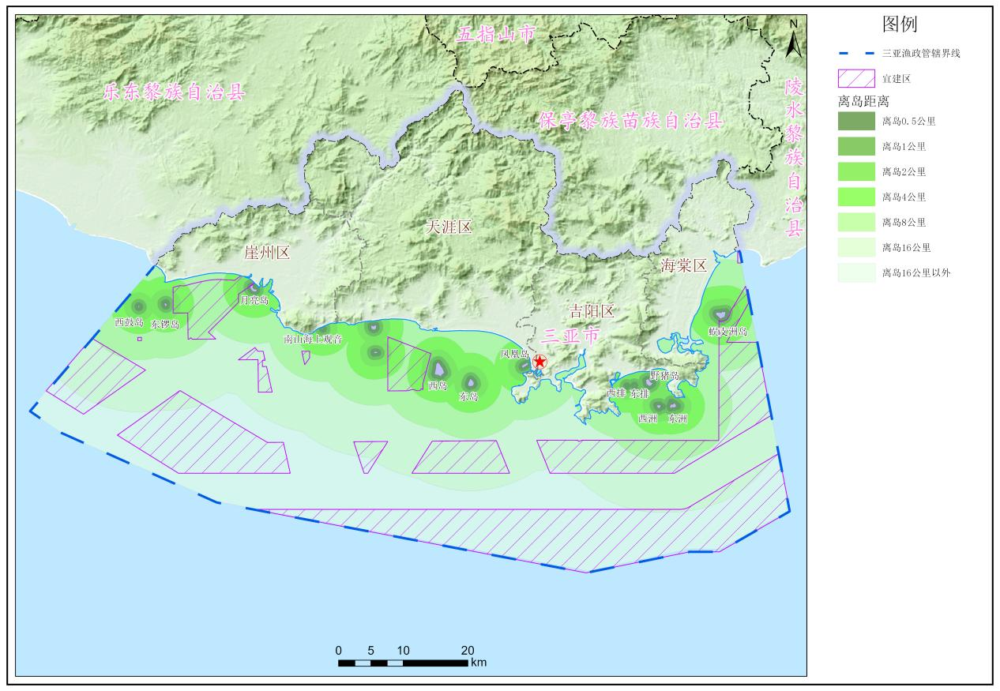 五指山市
N
图例
三亚渔政管辖界线
宜建区
乐东黎族自治县
陵水黎族自治县
离岛距离
保亭黎族苗族自治县
离岛0.5公里
离岛1公里
离岛2公里
离岛4公里
离岛8公里
离岛16公里
离岛16公里以外
天涯区
崖州区
海棠区
吉阳区
三亚市
月亮岛
西鼓岛
东锣岛
南山海上观音
蜈支洲岛
凤凰岛
西岛
东岛
野猪岛
西排
东排
西洲
东洲
0 5 10 20
km